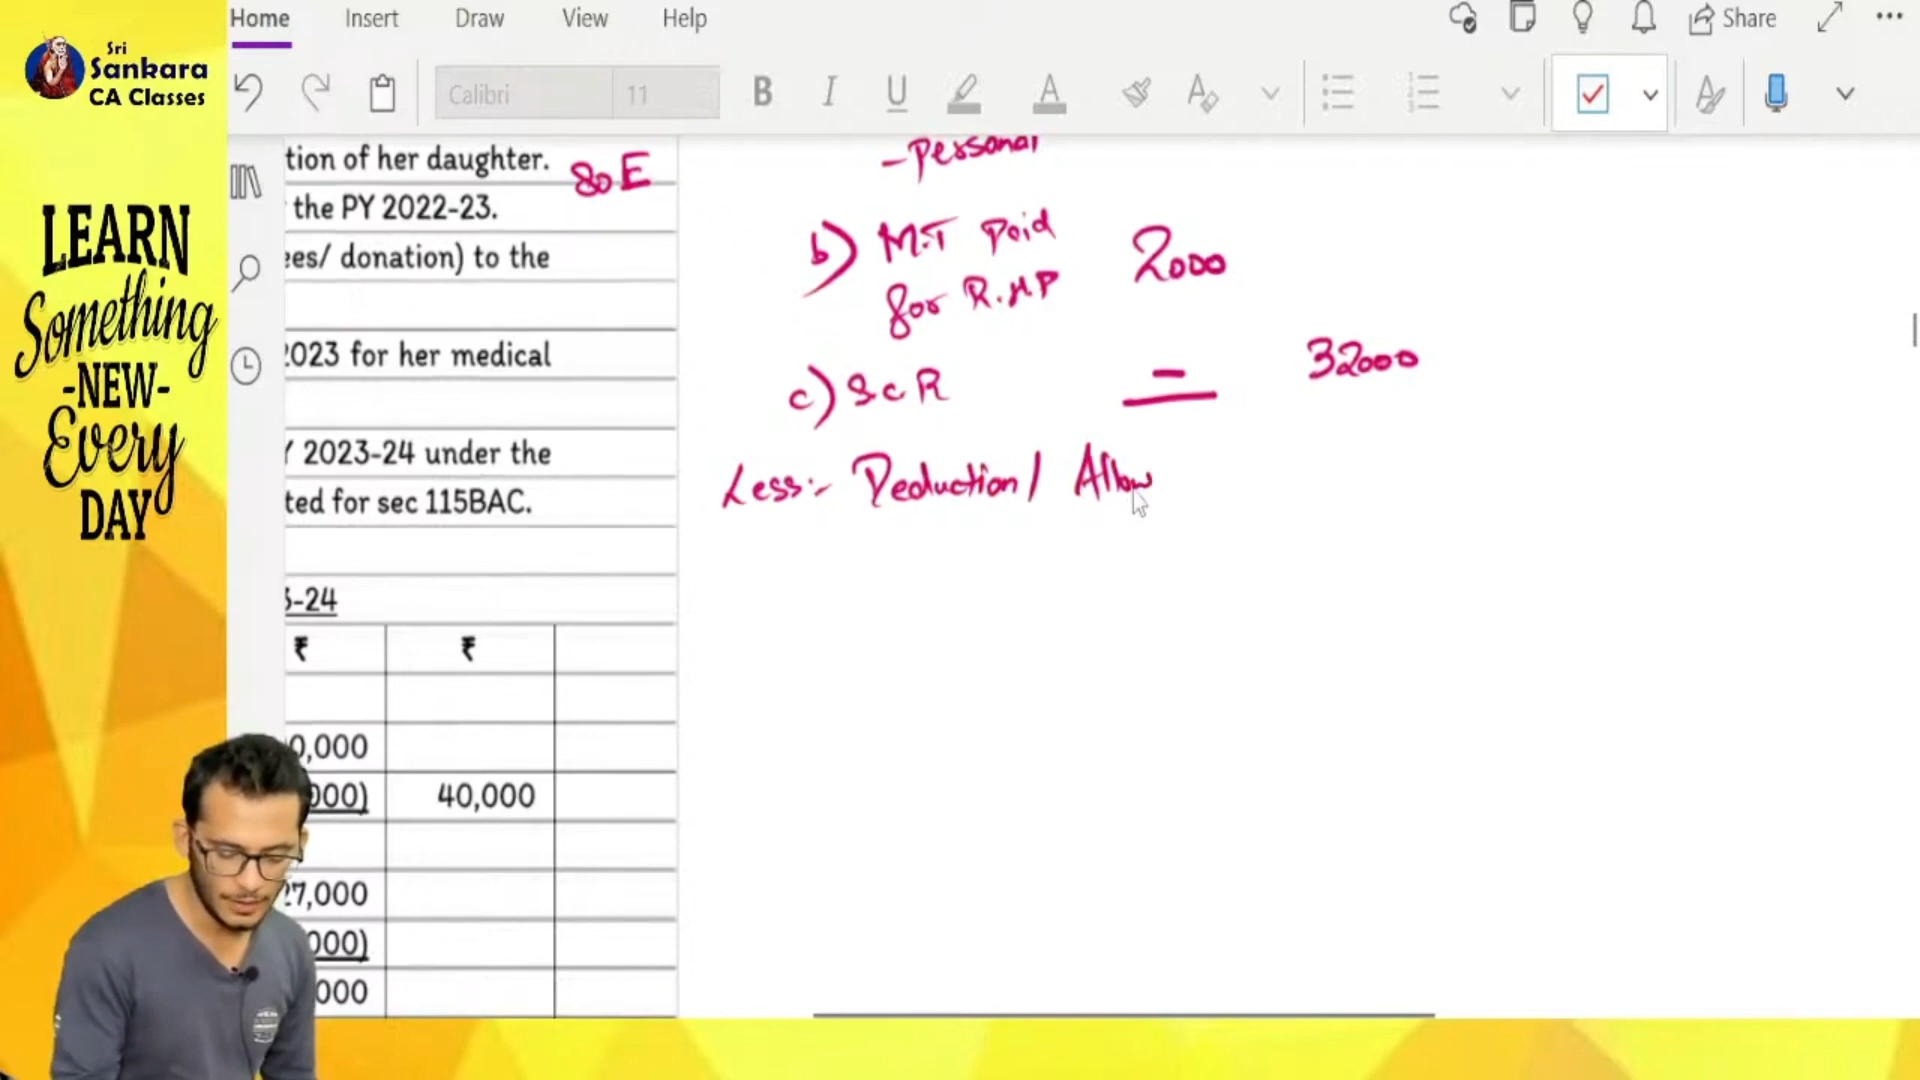 Sri
Sankara
CA Classes
LEARN
Something
-NEW-
Every
DAY
Home Insert Draw View Help
Share
Calibri 11
B I U A A
tion of her daughter. 80E
the PY 2022-23.
ees/ donation) to the
2023 for her medical
Y 2023-24 under the
ted for sec 115BAC.
3-24
₹ ₹
0,000
000) 40,000
27,000
000)
000
- Personal
b) M.T Paid
for R.HP 2000
c) ScR - 32000
Less:- Deduction/ Allow